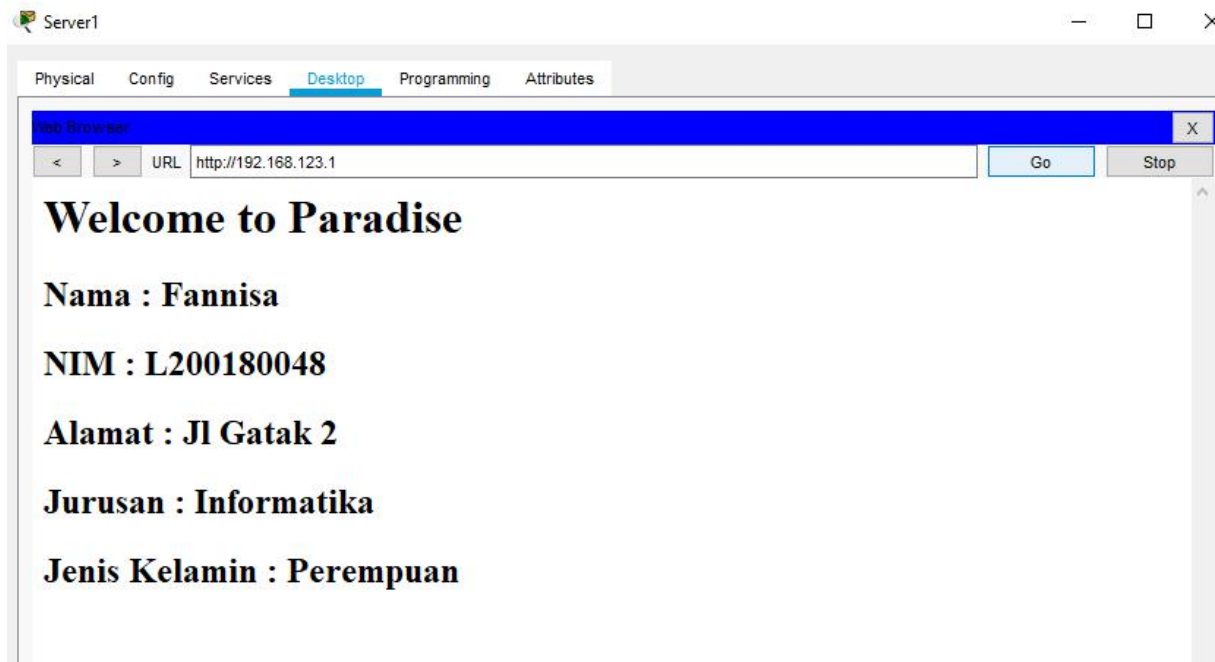 Server1
Physical Config Services Desktop Programming Attributes
Web Browser X
< > URL http://192.168.123.1 Go Stop
Welcome to Paradise
Nama : Fannisa
NIM : L200180048
Alamat : Jl Gatak 2
Jurusan : Informatika
Jenis Kelamin : Perempuan